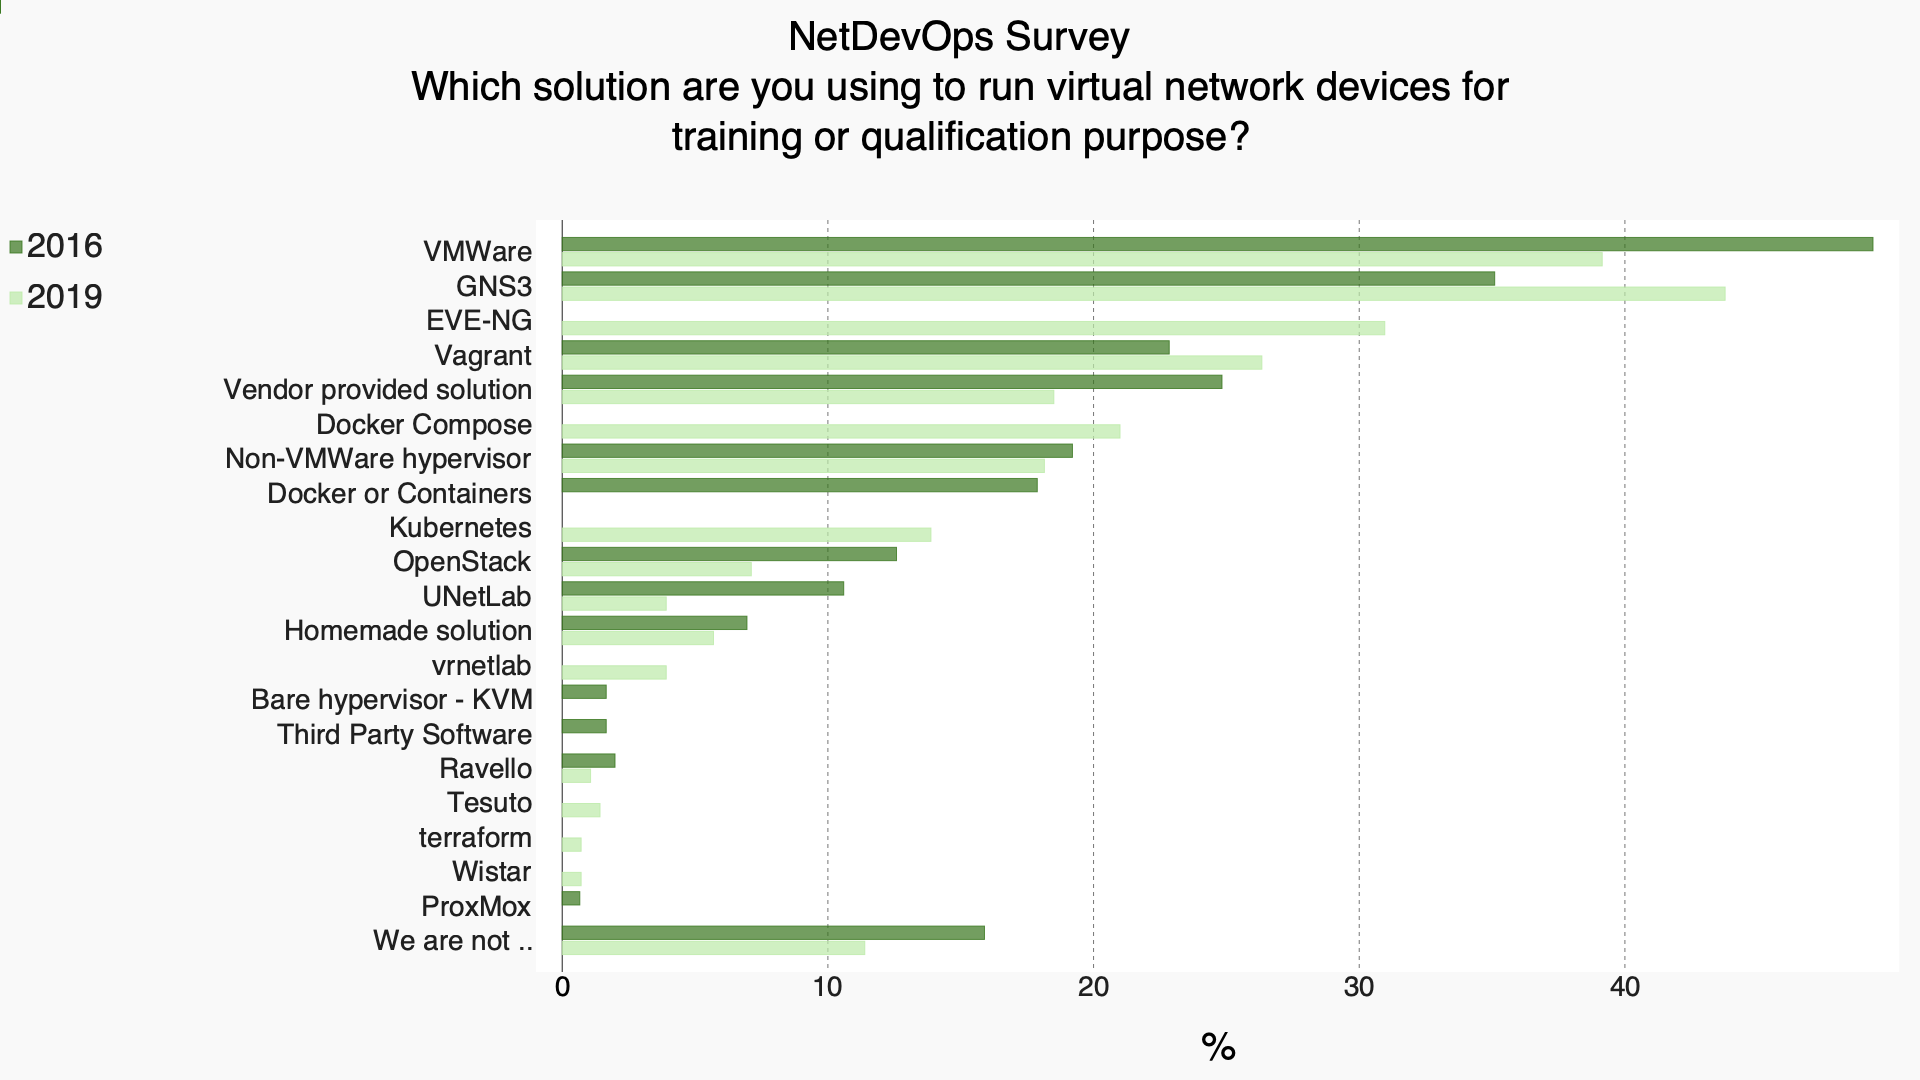 NetDevOps Survey
Which solution are you using to run virtual network devices for
training or qualification purpose?
2016
2019
VMWare
GNS3
EVE-NG
Vagrant
Vendor provided solution
Docker Compose
Non-VMWare hypervisor
Docker or Containers
Kubernetes
OpenStack
UNetLab
Homemade solution
vrnetlab
Bare hypervisor - KVM
Third Party Software
Ravello
Tesuto
terraform
Wistar
ProxMox
We are not ..
0 10 20 30 40
%